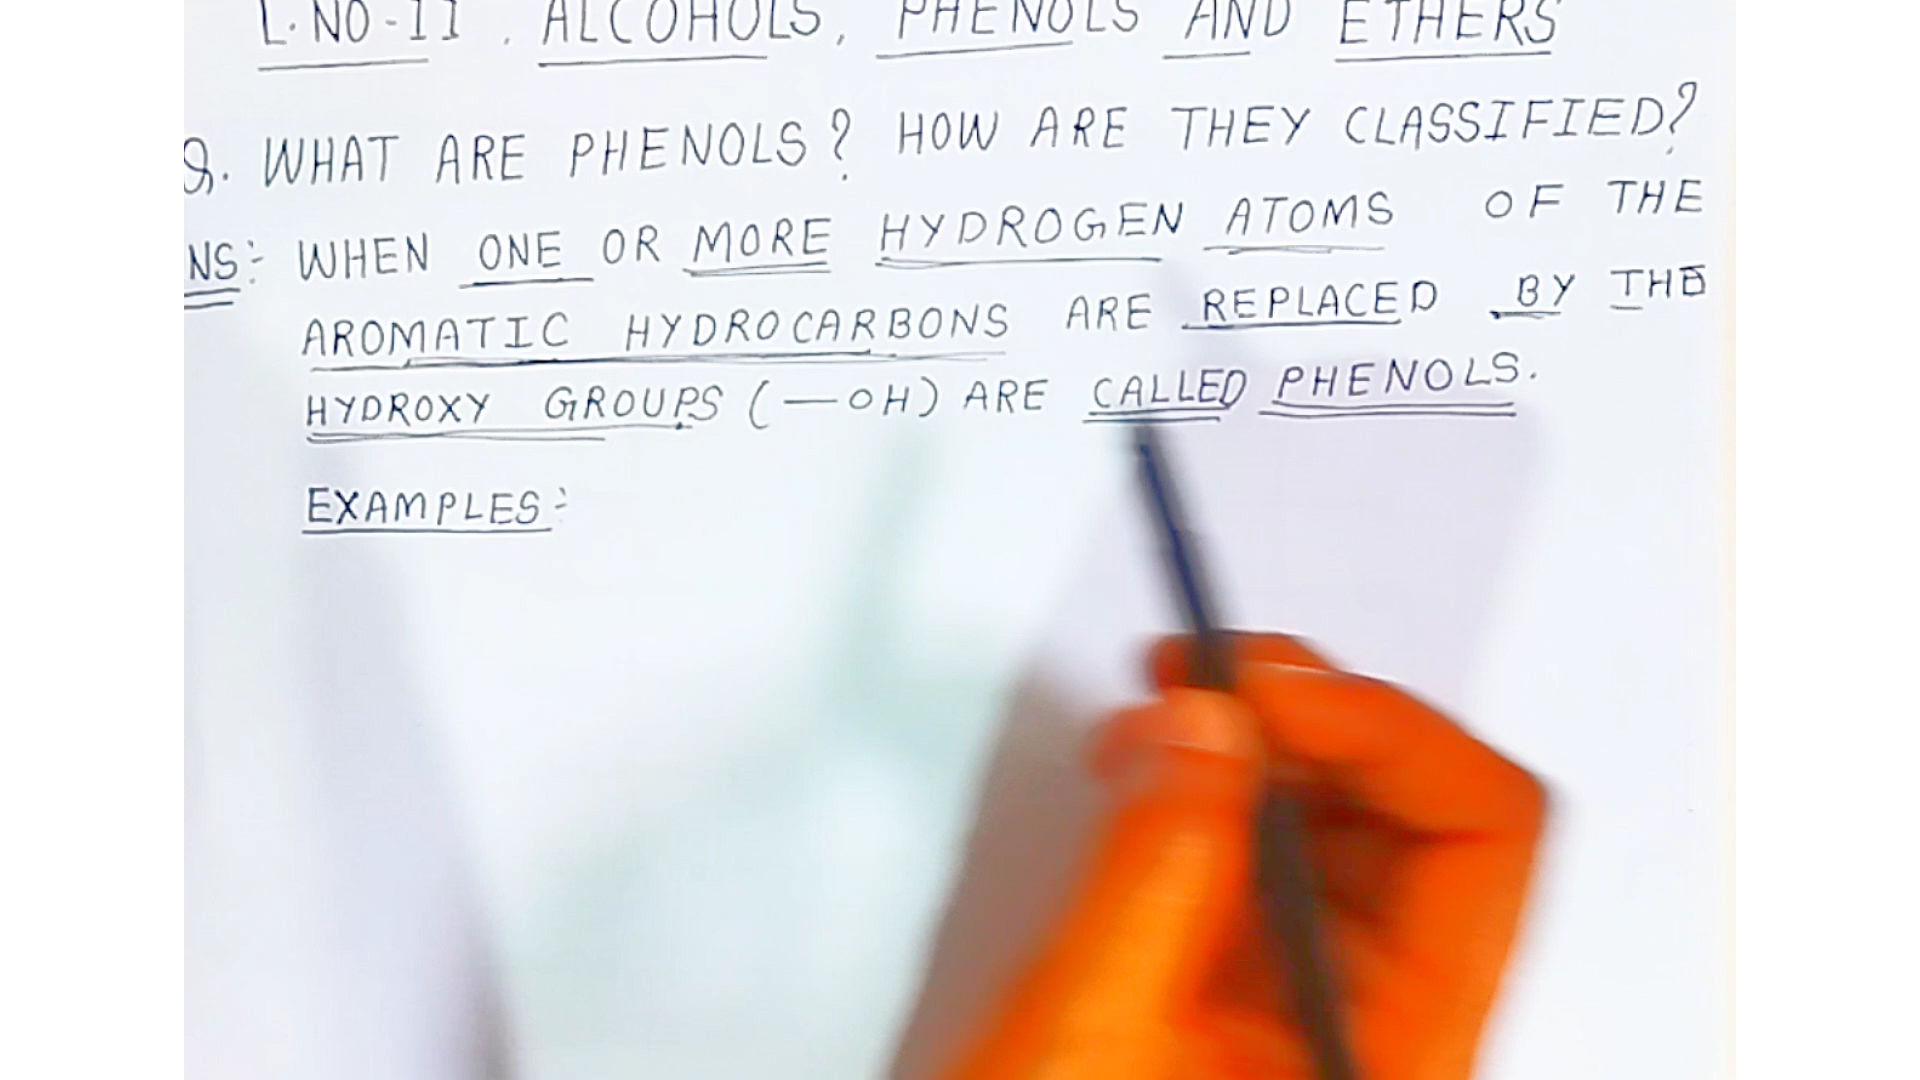 L.NO-11. ALCOHOLS, PHENOLS AND ETHERS
Q. WHAT ARE PHENOLS? HOW ARE THEY CLASSIFIED?
NS:- WHEN ONE OR MORE HYDROGEN ATOMS OF THE
AROMATIC HYDROCARBONS ARE REPLACED BY THE
HYDROXY GROUPS (—OH) ARE CALLED PHENOLS.
EXAMPLES:-